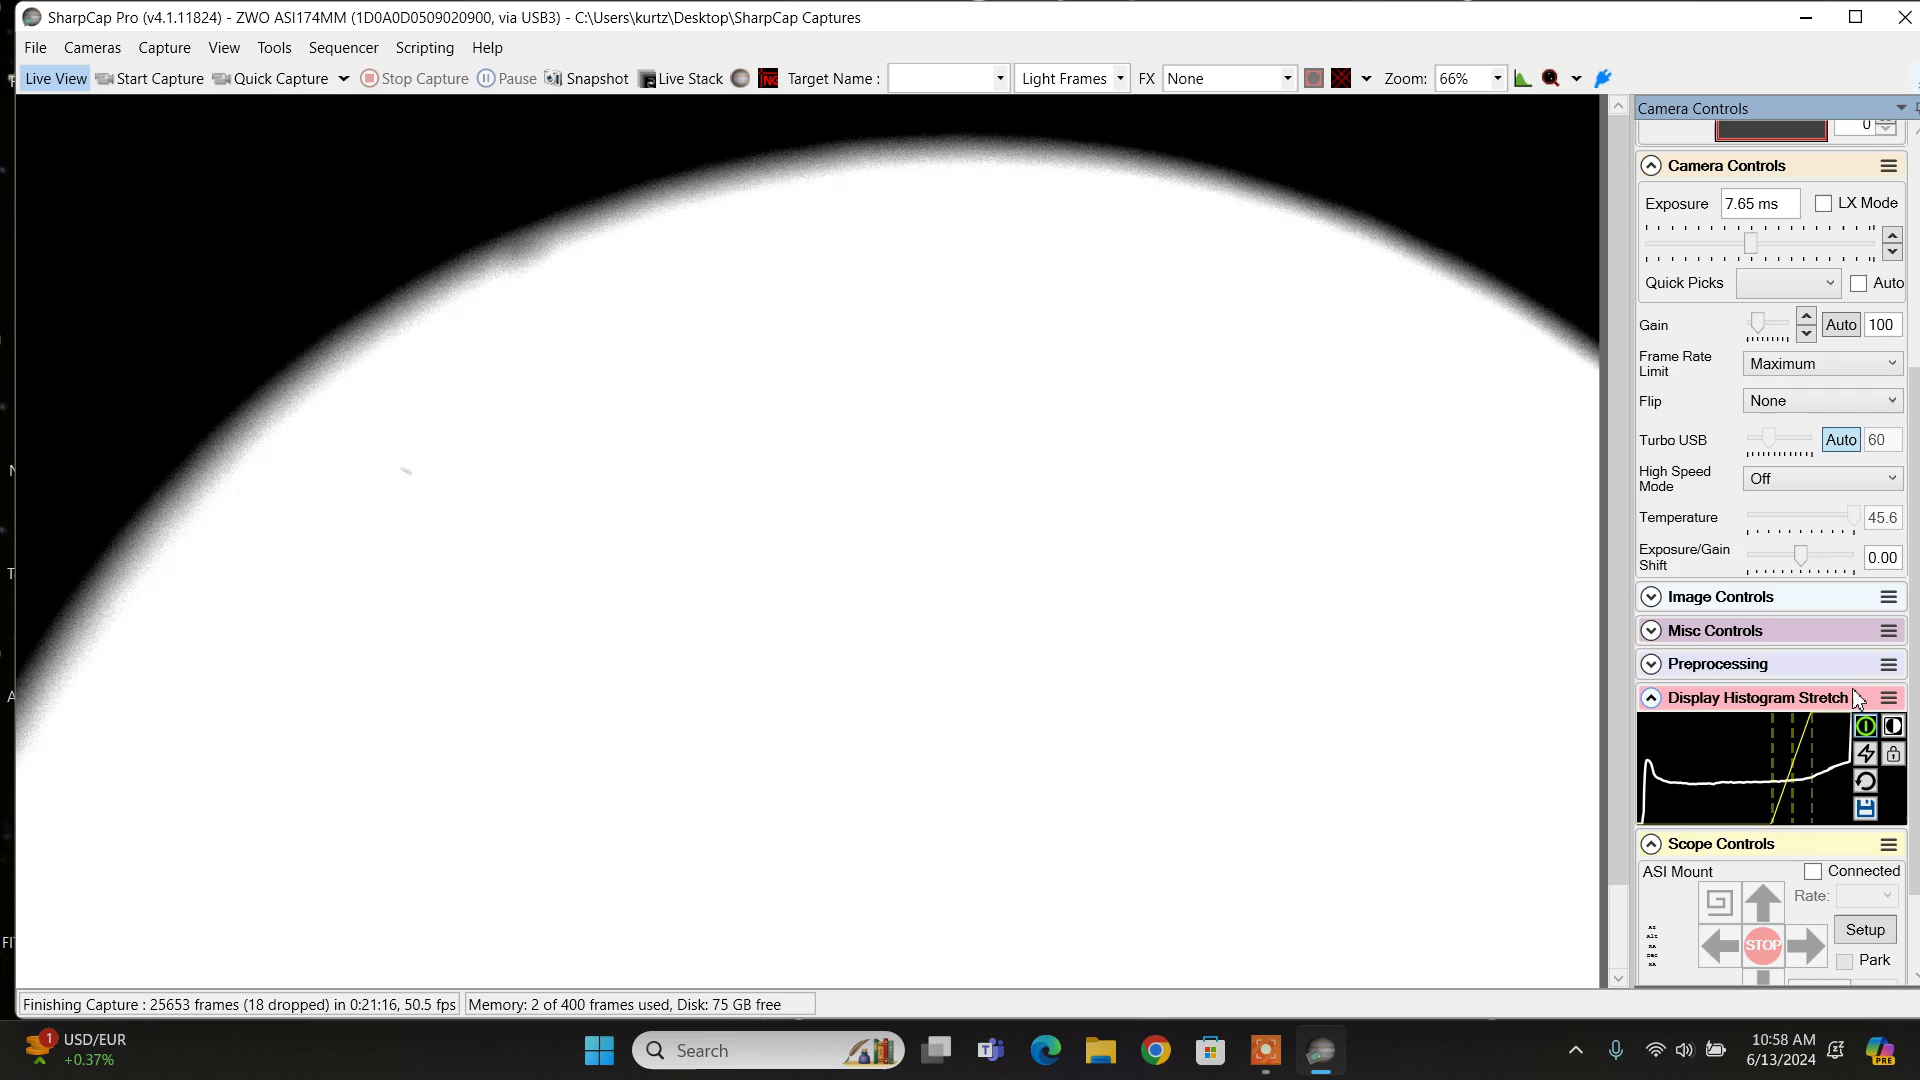 SharpCap Pro (v4.1.11824) - ZWO ASI174MM (1D0A0D0509020900, via USB3) - C:\Users\kurtz\Desktop\SharpCap Captures
File Cameras Capture View Tools Sequencer Scripting Help
Live View Start Capture Quick Capture Stop Capture Pause Snapshot Live Stack Target Name : Light Frames FX None Zoom: 66%
Camera Controls
0
Camera Controls
Exposure 7.65 ms LX Mode
Quick Picks Auto
Gain Auto 100
Frame Rate Limit Maximum
Flip None
Turbo USB Auto 60
High Speed Mode Off
Temperature 45.6
Exposure/Gain Shift 0.00
Image Controls
Misc Controls
Preprocessing
Display Histogram Stretch
Scope Controls
ASI Mount Connected
Rate:
Setup
STOP
Park
Finishing Capture : 25653 frames (18 dropped) in 0:21:16, 50.5 fps Memory: 2 of 400 frames used, Disk: 75 GB free
1 USD/EUR
+0.37%
Search
10:58 AM
6/13/2024
PRE